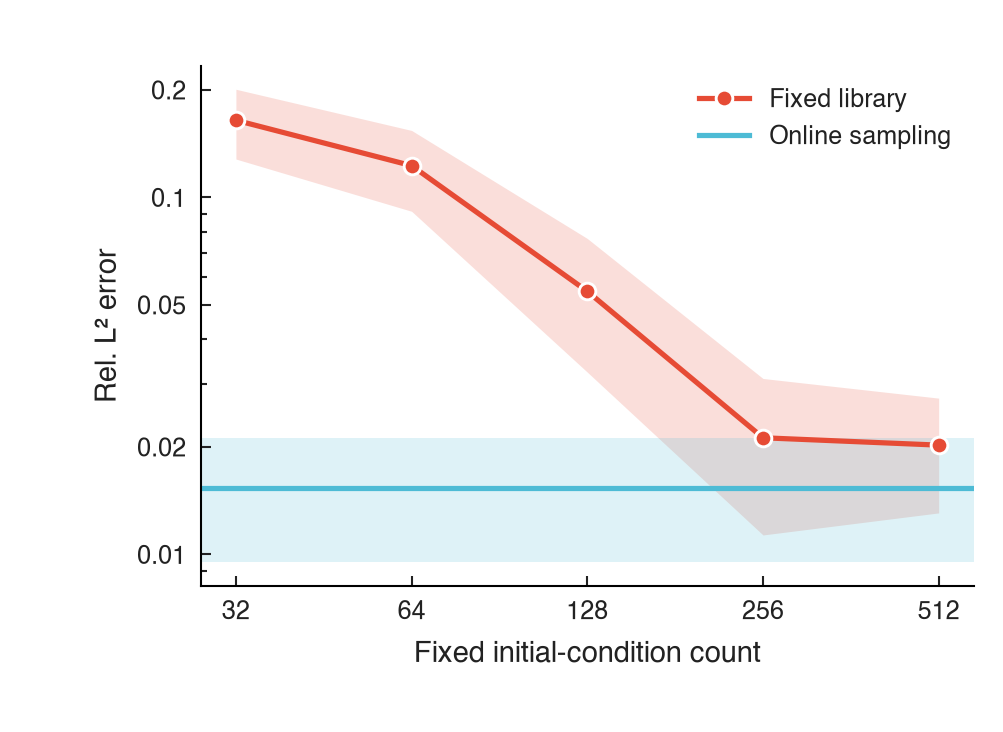 Fixed library
Online sampling
0.2
0.1
0.05
0.02
0.01
Rel. L² error
32 64 128 256 512
Fixed initial-condition count